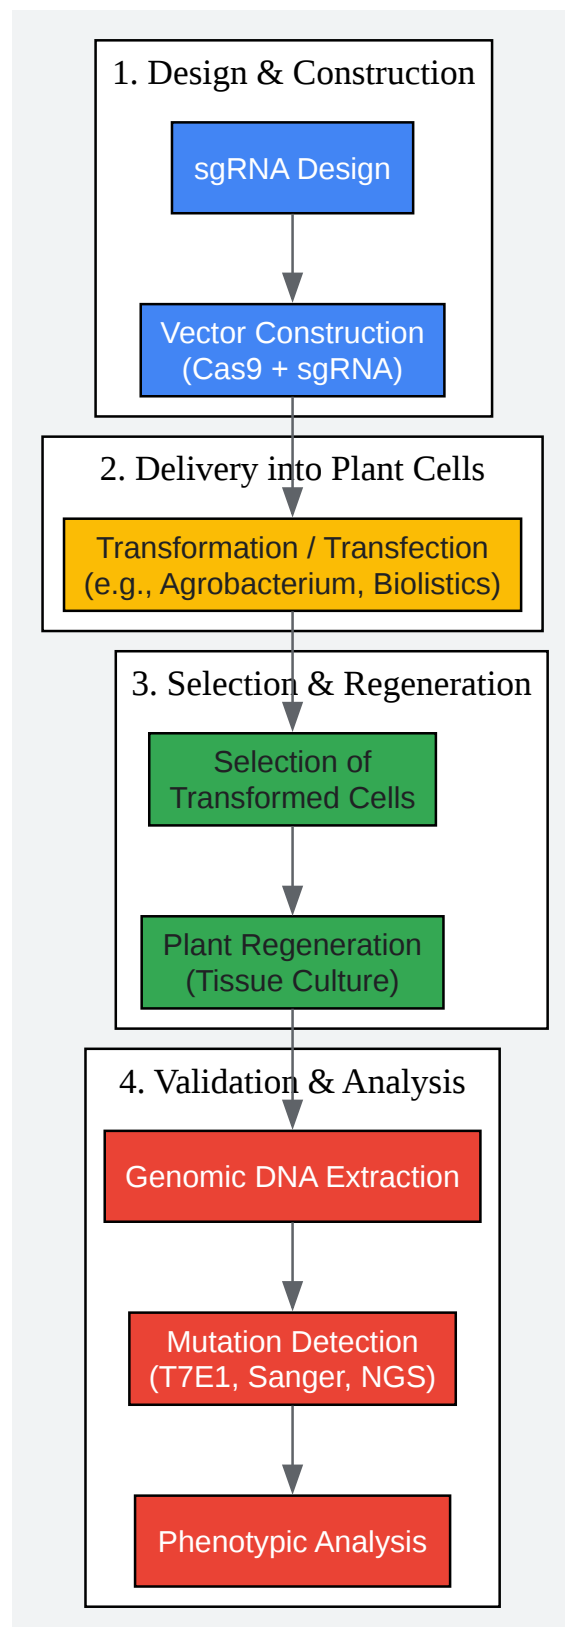 1. Design & Construction
sgRNA Design
Vector Construction
(Cas9 + sgRNA)
2. Delivery into Plant Cells
Transformation / Transfection
(e.g., Agrobacterium, Biolistics)
3. Selection & Regeneration
Selection of
Transformed Cells
Plant Regeneration
(Tissue Culture)
4. Validation & Analysis
Genomic DNA Extraction
Mutation Detection
(T7E1, Sanger, NGS)
Phenotypic Analysis